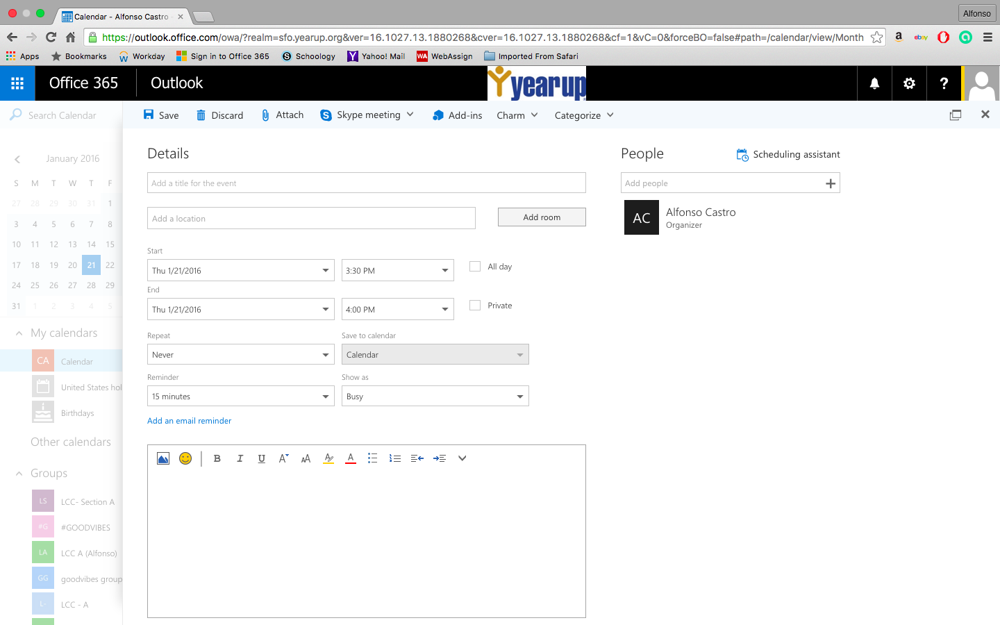 Calendar - Alfonso Castro
Alfonso
https://outlook.office.com/owa/?realm=sfo.yearup.org&ver=16.1027.13.1880268&cver=16.1027.13.1880268&cf=1&vC=0&forceBO=false#path=/calendar/view/Month
a ebay
Apps Bookmarks Workday Sign in to Office 365 Schoology Yahoo! Mail WebAssign Imported From Safari
Office 365 Outlook year up ?
Search Calendar Save Discard Attach Skype meeting Add-ins Charm Categorize
Details People Scheduling assistant
January 2016
S M T W T F
27 28 29 30 31 1
3 4 5 6 7 8
10 11 12 13 14 15
17 18 19 20 21 22
24 25 26 27 28 29
31 1 2 3 4 5
My calendars
CA Calendar
United States hol
Birthdays
Other calendars
Groups
LS LCC- Section A
#G #GOODVIBES
LA LCC A (Alfonso)
GG goodvibes group
L- LCC - A
Add a title for the event
Add a location Add room
Start
Thu 1/21/2016 3:30 PM All day
End
Thu 1/21/2016 4:00 PM Private
Repeat Save to calendar
Never Calendar
Reminder Show as
15 minutes Busy
Add an email reminder
B I U A AA A A
Add people
AC Alfonso Castro
Organizer